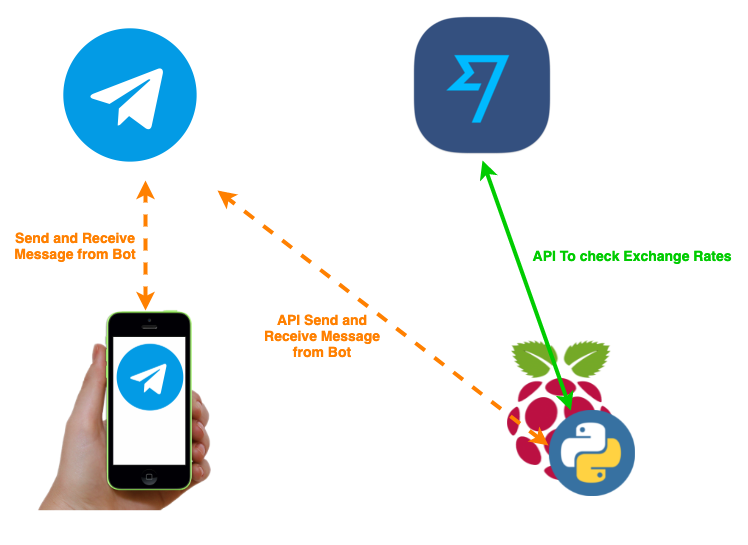 Send and Receive
Message from Bot
API To check Exchange Rates
API Send and
Receive Message
from Bot